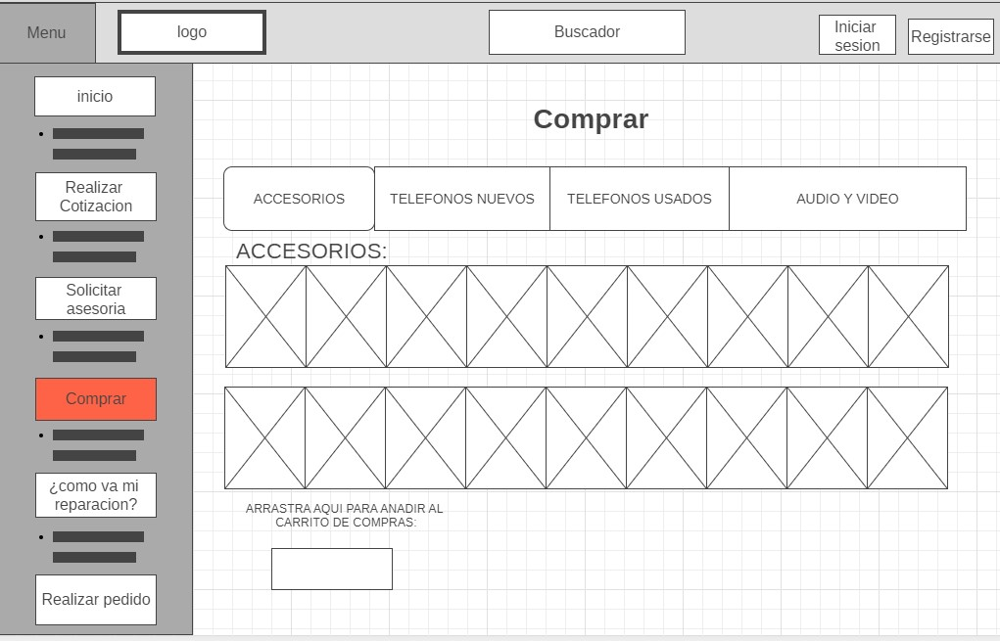 Menu
logo
Buscador
Iniciar
sesion
Registrarse
inicio
Realizar
Cotizacion
Solicitar
asesoria
Comprar
¿como va mi
reparacion?
Realizar pedido
Comprar
ACCESORIOS
TELEFONOS NUEVOS
TELEFONOS USADOS
AUDIO Y VIDEO
ACCESORIOS:
ARRASTRA AQUI PARA ANADIR AL
CARRITO DE COMPRAS: